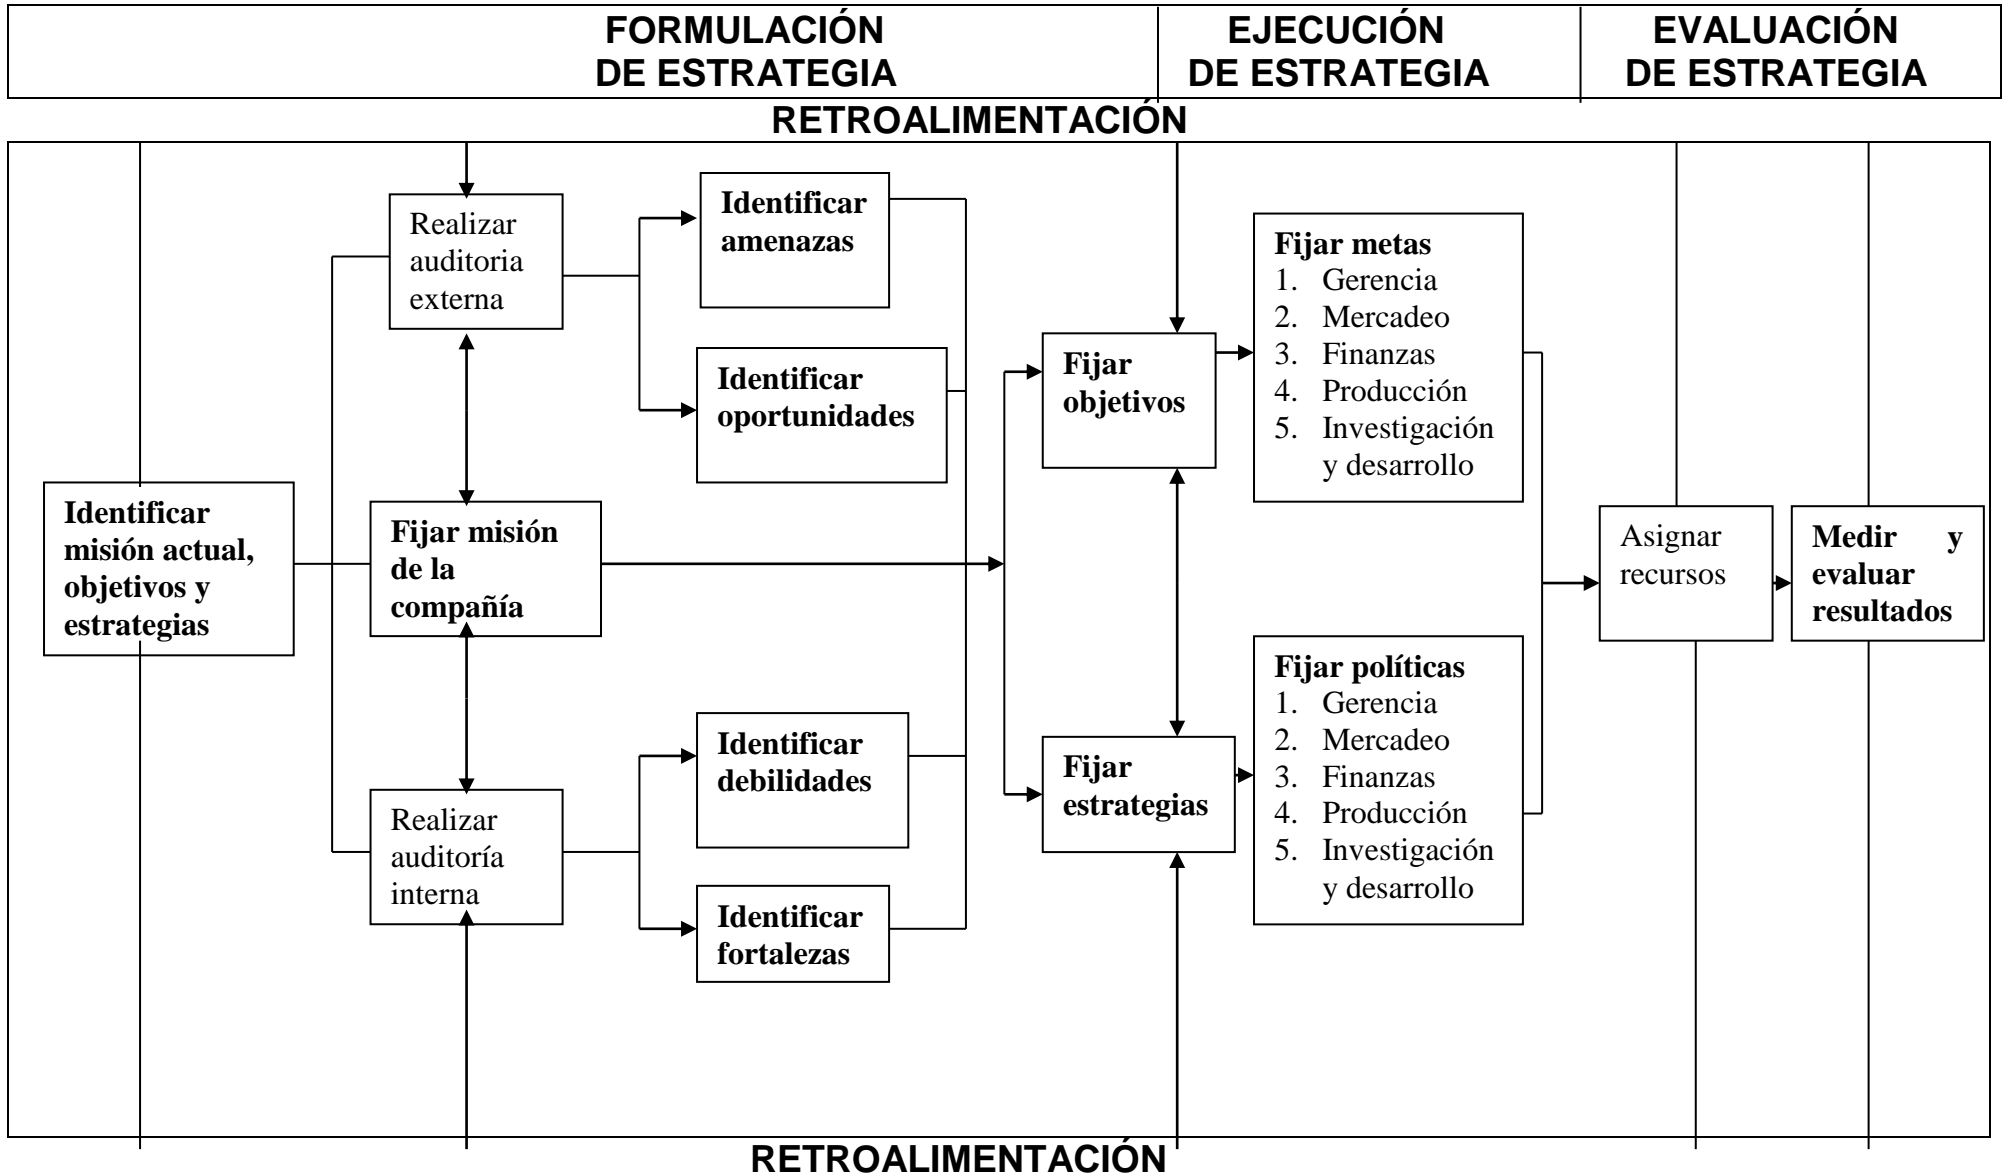 FORMULACIÓN
DE ESTRATEGIA
EJECUCIÓN
DE ESTRATEGIA
EVALUACIÓN
DE ESTRATEGIA
RETROALIMENTACIÓN
Identificar
misión actual,
objetivos y
estrategias
Realizar
auditoria
externa
Fijar misión
de la
compañía
Realizar
auditoría
interna
Identificar
amenazas
Identificar
oportunidades
Identificar
debilidades
Identificar
fortalezas
Fijar
objetivos
Fijar
estrategias
Fijar metas
1. Gerencia
2. Mercadeo
3. Finanzas
4. Producción
5. Investigación
y desarrollo
Fijar políticas
1. Gerencia
2. Mercadeo
3. Finanzas
4. Producción
5. Investigación
y desarrollo
Asignar
recursos
Medir y
evaluar
resultados
RETROALIMENTACIÓN